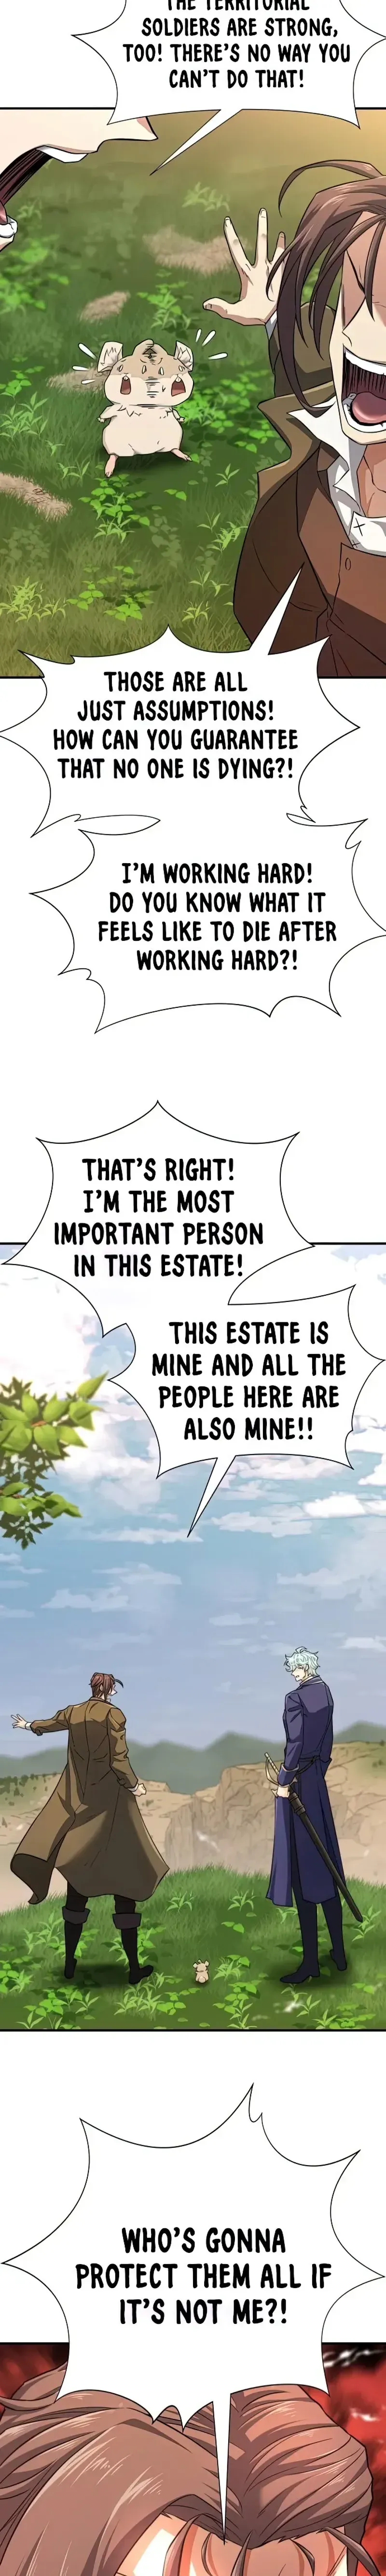 THE TERRITORIAL
SOLDIERS ARE STRONG,
TOO! THERE'S NO WAY YOU
CAN'T DO THAT!
THOSE ARE ALL
JUST ASSUMPTIONS!
HOW CAN YOU GUARANTEE
THAT NO ONE IS DYING?!
I'M WORKING HARD!
DO YOU KNOW WHAT IT
FEELS LIKE TO DIE AFTER
WORKING HARD?!
THAT'S RIGHT!
I'M THE MOST
IMPORTANT PERSON
IN THIS ESTATE!
THIS ESTATE IS
MINE AND ALL THE
PEOPLE HERE ARE
ALSO MINE!!
WHO'S GONNA
PROTECT THEM ALL IF
IT'S NOT ME?!